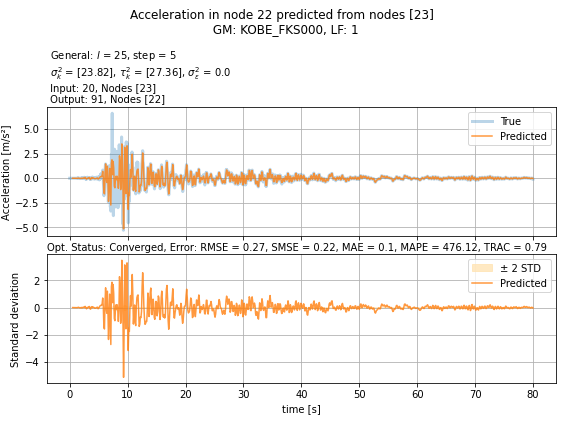 Acceleration in node 22 predicted from nodes [23]
GM: KOBE_FKS000, LF: 1
General: l = 25, step = 5
σ²ₖ = [23.82], τ²ₖ = [27.36], σ²ₑ = 0.0
Input: 20, Nodes [23]
Output: 91, Nodes [22]
Acceleration [m/s²]
5.0
2.5
0.0
−2.5
−5.0
True
Predicted
Opt. Status: Converged, Error: RMSE = 0.27, SMSE = 0.22, MAE = 0.1, MAPE = 476.12, TRAC = 0.79
Standard deviation
2
0
−2
−4
± 2 STD
Predicted
0 10 20 30 40 50 60 70 80
time [s]